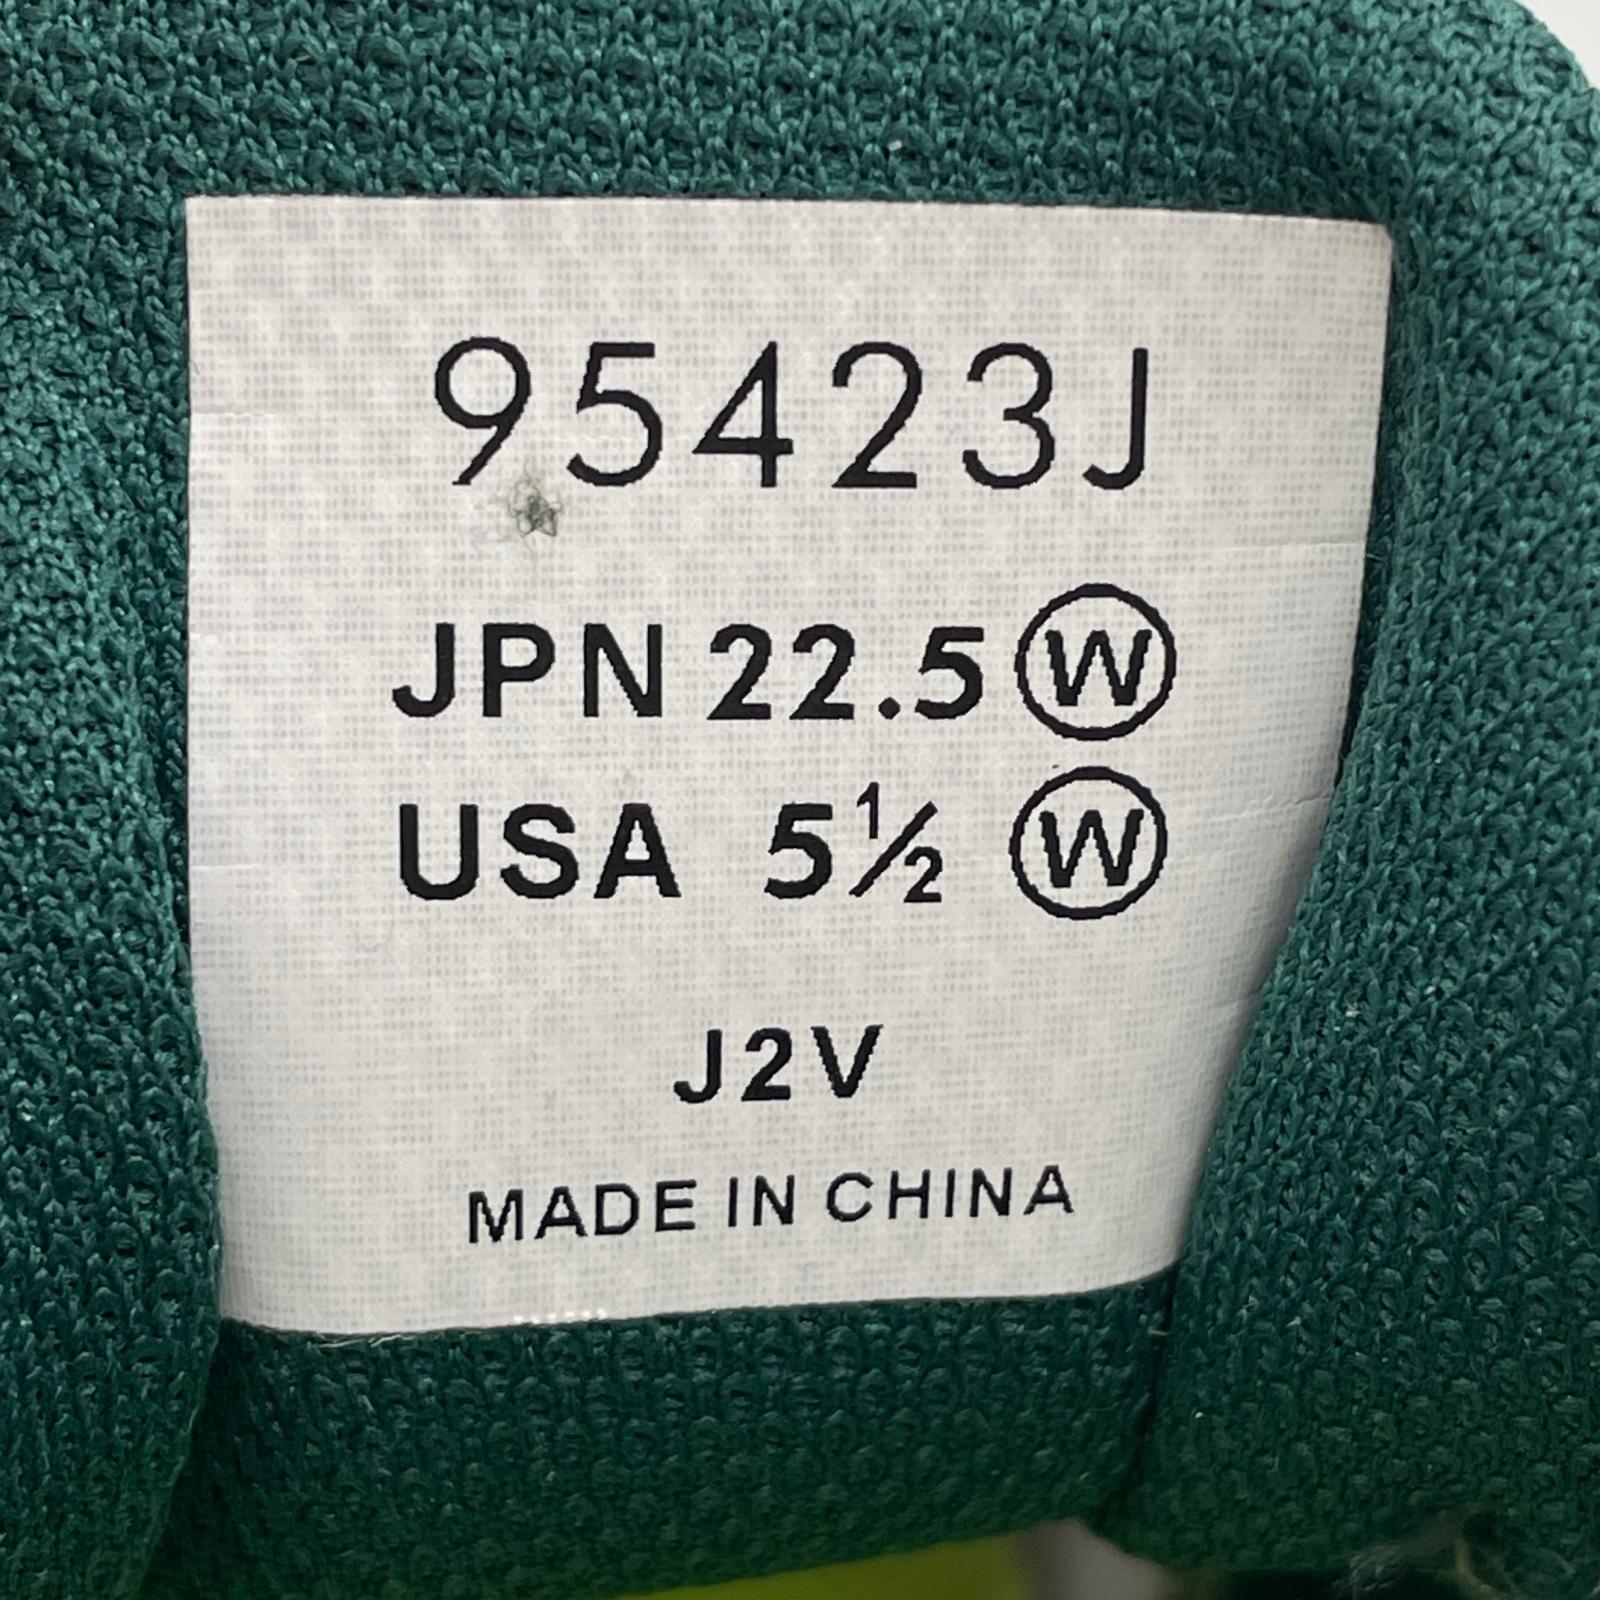 95423J
JPN 22.5 Ⓦ
USA 5½ Ⓦ
J2V
MADE IN CHINA